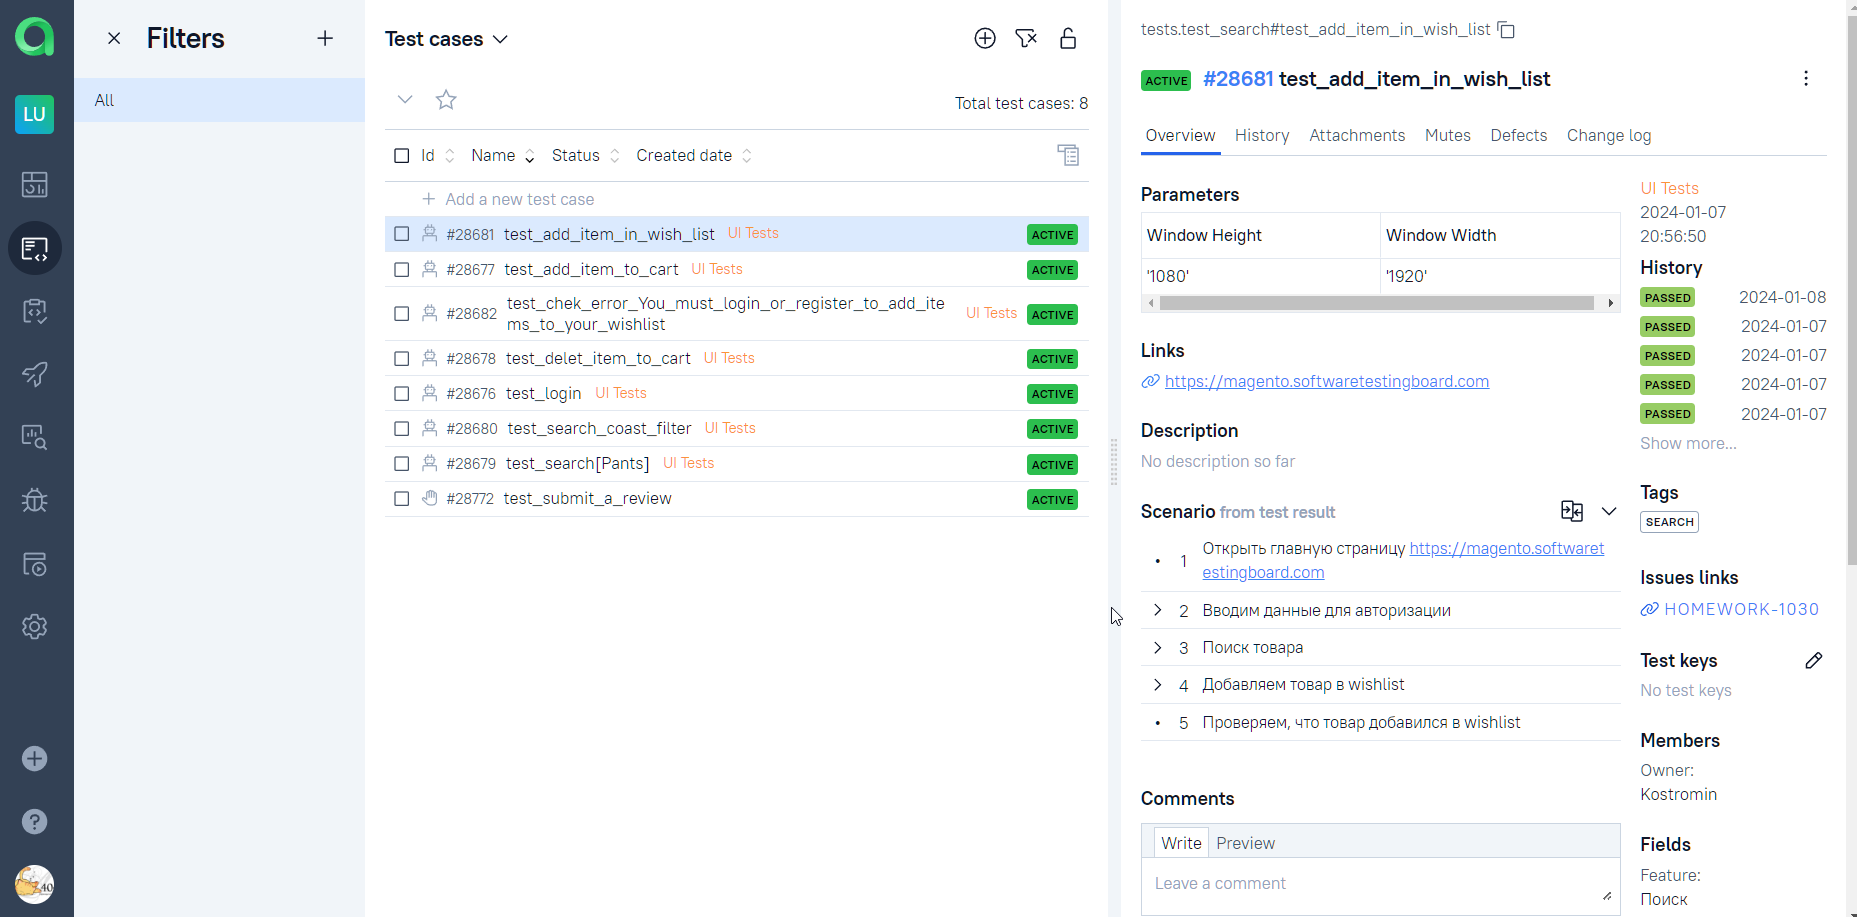 LU
Filters
All
Test cases
Total test cases: 8
Id Name Status Created date
Add a new test case
#28681 test_add_item_in_wish_list UI Tests ACTIVE
#28677 test_add_item_to_cart UI Tests ACTIVE
#28682 test_chek_error_You_must_login_or_register_to_add_ite
ms_to_your_wishlist UI Tests ACTIVE
#28678 test_delet_item_to_cart UI Tests ACTIVE
#28676 test_login UI Tests ACTIVE
#28680 test_search_coast_filter UI Tests ACTIVE
#28679 test_search[Pants] UI Tests ACTIVE
#28772 test_submit_a_review ACTIVE
tests.test_search#test_add_item_in_wish_list
ACTIVE #28681 test_add_item_in_wish_list
Overview History Attachments Mutes Defects Change log
Parameters
Window Height Window Width
'1080' '1920'
Links
https://magento.softwaretestingboard.com
Description
No description so far
Scenario from test result
1 Открыть главную страницу https://magento.softwaret
estingboard.com
2 Вводим данные для авторизации
3 Поиск товара
4 Добавляем товар в wishlist
5 Проверяем, что товар добавился в wishlist
Comments
Write Preview
Leave a comment
UI Tests
2024-01-07
20:56:50
History
PASSED 2024-01-08
PASSED 2024-01-07
PASSED 2024-01-07
PASSED 2024-01-07
PASSED 2024-01-07
Show more...
Tags
SEARCH
Issues links
HOMEWORK-1030
Test keys
No test keys
Members
Owner:
Kostromin
Fields
Feature:
Поиск
40